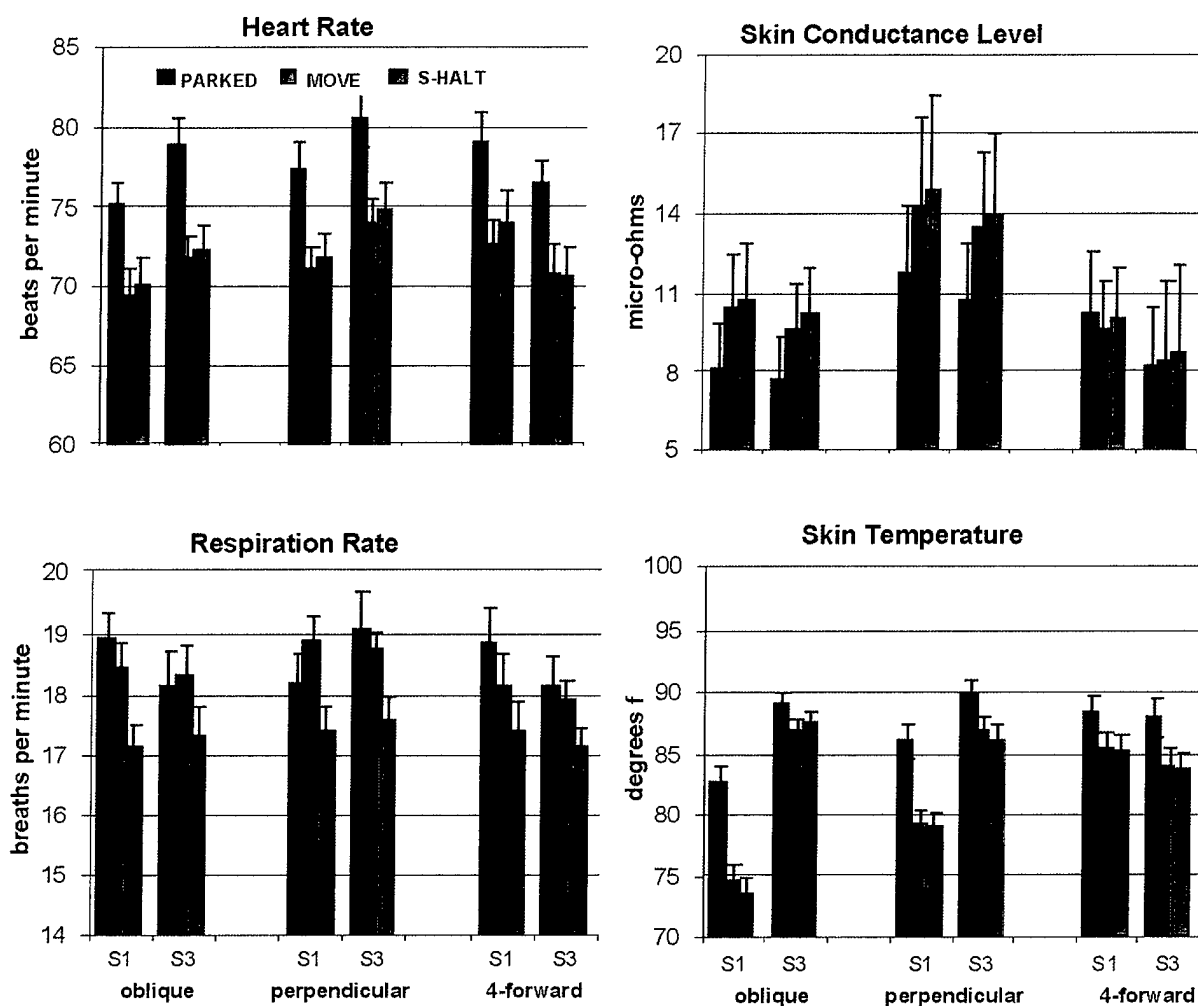 Heart Rate
85
PARKED MOVE S-HALT
80
75
70
65
60
beats per minute
Skin Conductance Level
20
17
14
11
8
5
micro-ohms
Respiration Rate
20
19
18
17
16
15
14
breaths per minute
S1 S3 S1 S3 S1 S3
oblique perpendicular 4-forward
Skin Temperature
100
95
90
85
80
75
70
degrees f
S1 S3 S1 S3 S1 S3
oblique perpendicular 4-forward